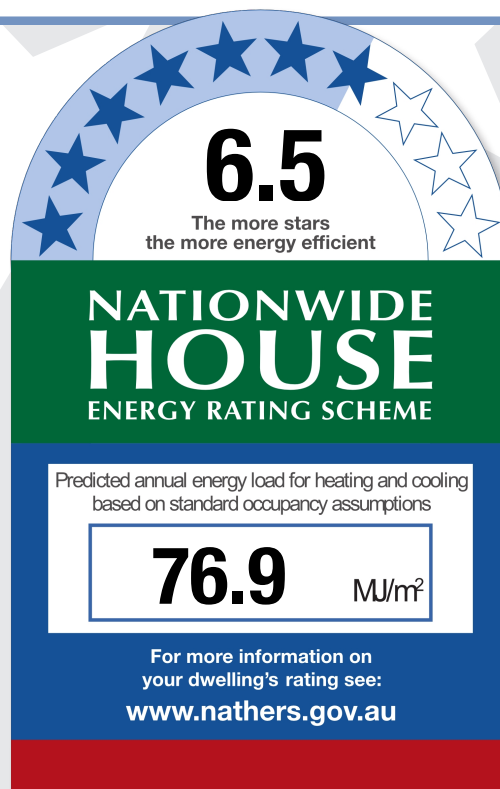 6.5
The more stars
the more energy efficient
NATIONWIDE
HOUSE
ENERGY RATING SCHEME
Predicted annual energy load for heating and cooling
based on standard occupancy assumptions
76.9 MJ/m²
For more information on
your dwelling's rating see:
www.nathers.gov.au